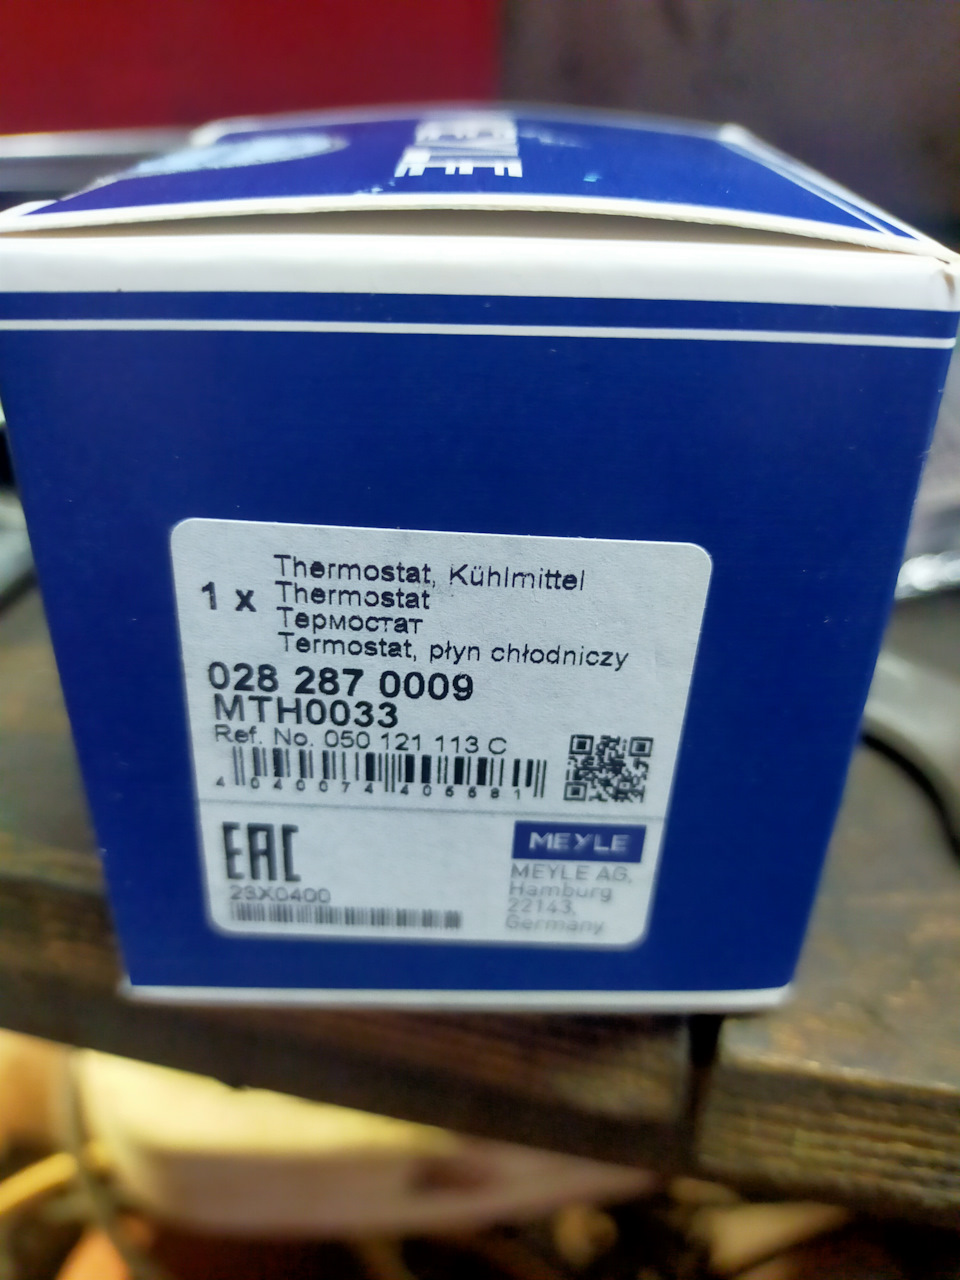 Thermostat, Kühlmittel
1 x Thermostat
Термостат
Termostat, płyn chłodniczy
028 287 0009
MTH0033
Ref. No. 050 121 113 C
4 040074 405581
EAC
23X0400
MEYLE
MEYLE AG,
Hamburg
22143,
Germany